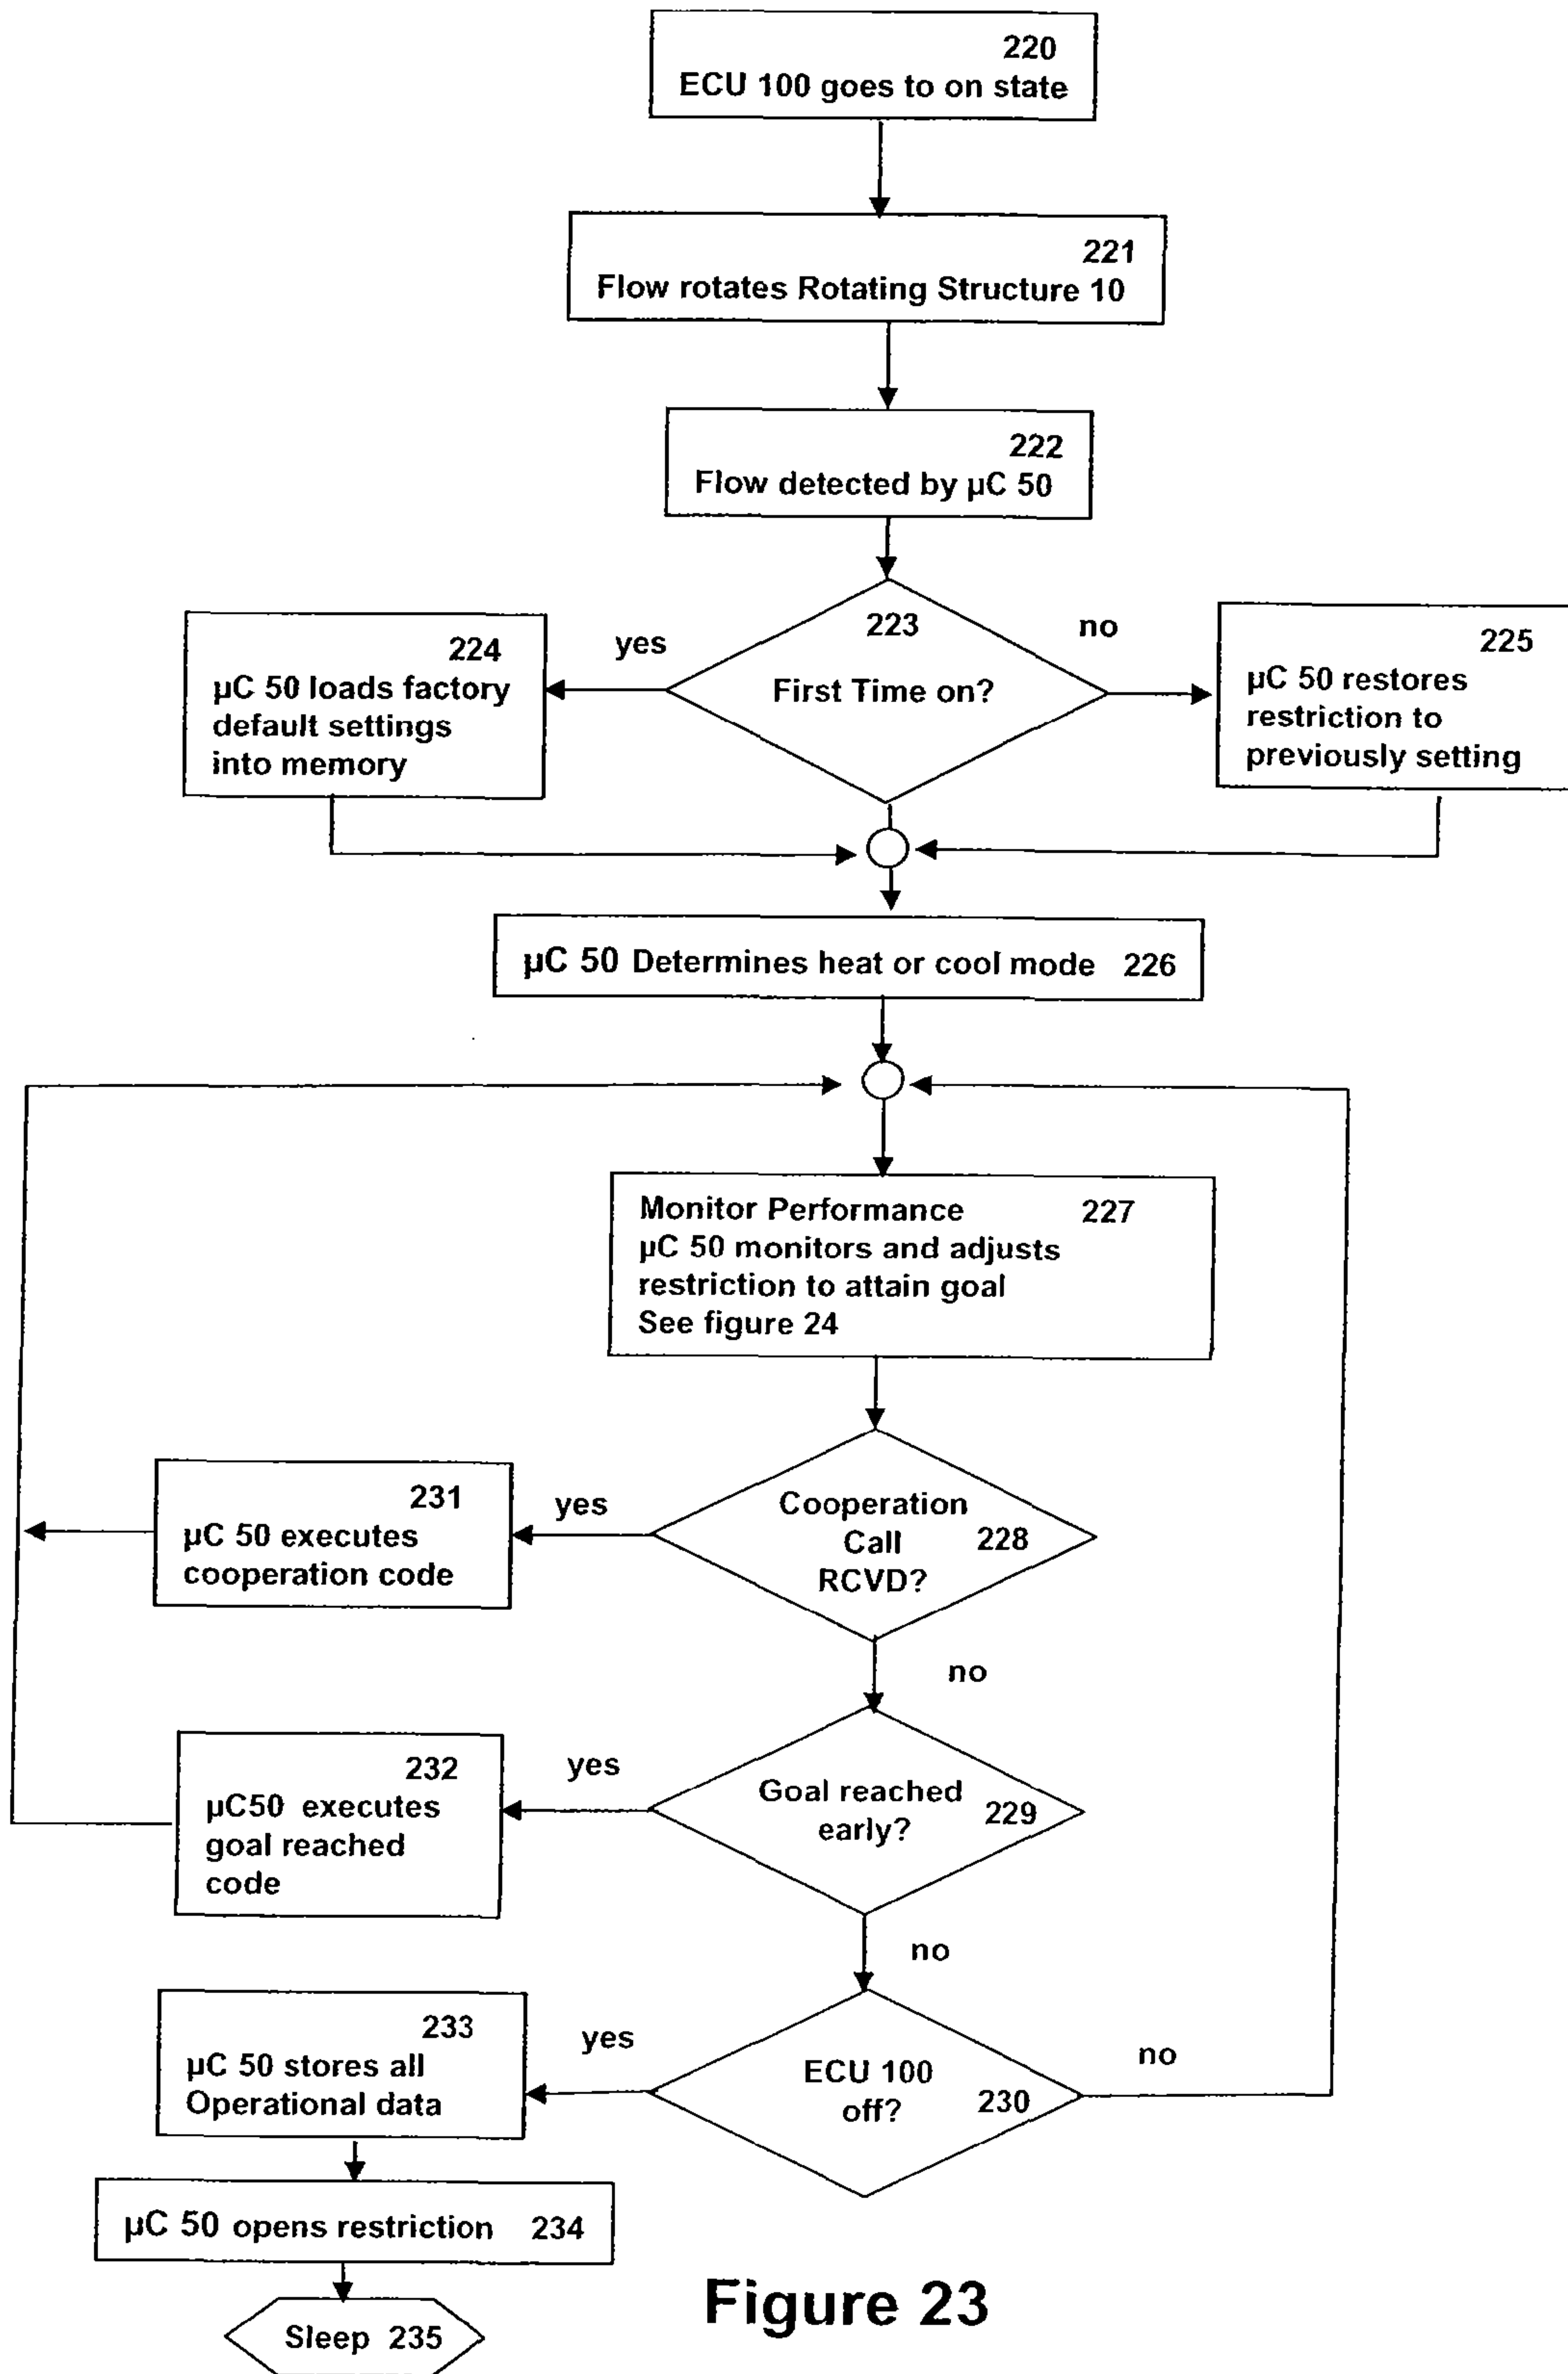 220
ECU 100 goes to on state
221
Flow rotates Rotating Structure 10
222
Flow detected by µC 50
223
First Time on?
yes
no
224
µC 50 loads factory
default settings
into memory
225
µC 50 restores
restriction to
previously setting
µC 50 Determines heat or cool mode 226
Monitor Performance 227
µC 50 monitors and adjusts
restriction to attain goal
See figure 24
Cooperation
Call 228
RCVD?
yes
231
µC 50 executes
cooperation code
no
Goal reached
early? 229
yes
232
µC50 executes
goal reached
code
no
ECU 100
off? 230
yes
no
233
µC 50 stores all
Operational data
µC 50 opens restriction 234
Sleep 235
Figure 23